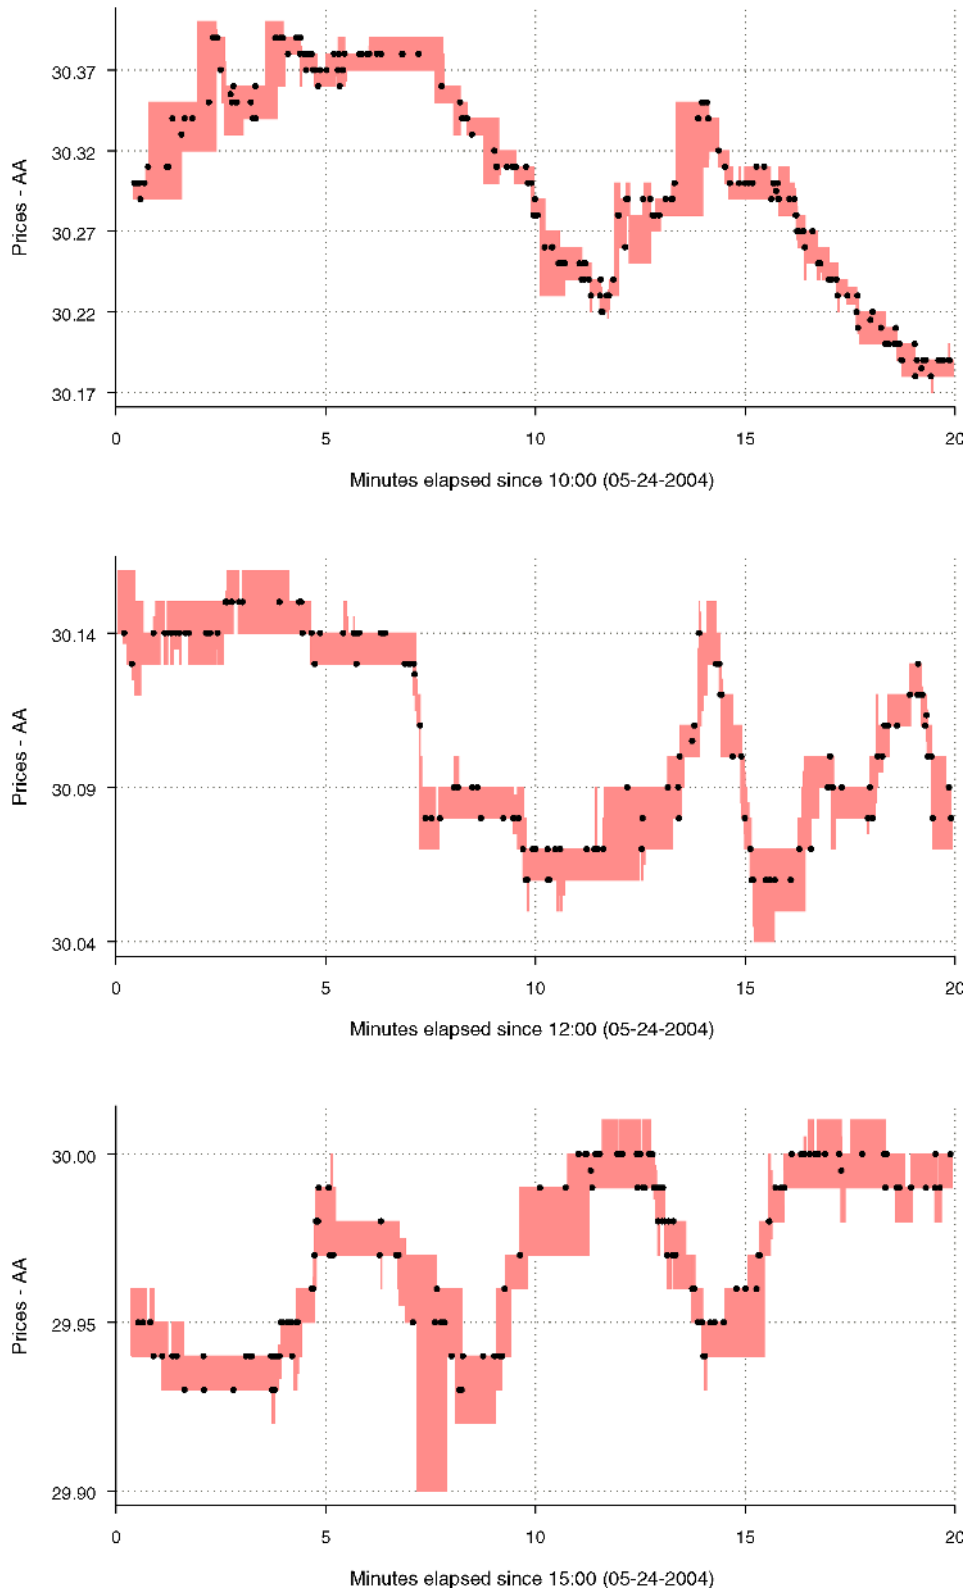 Prices - AA
30.37
30.32
30.27
30.22
30.17
0 5 10 15 20
Minutes elapsed since 10:00 (05-24-2004)
Prices - AA
30.14
30.09
30.04
0 5 10 15 20
Minutes elapsed since 12:00 (05-24-2004)
Prices - AA
30.00
29.95
29.90
0 5 10 15 20
Minutes elapsed since 15:00 (05-24-2004)